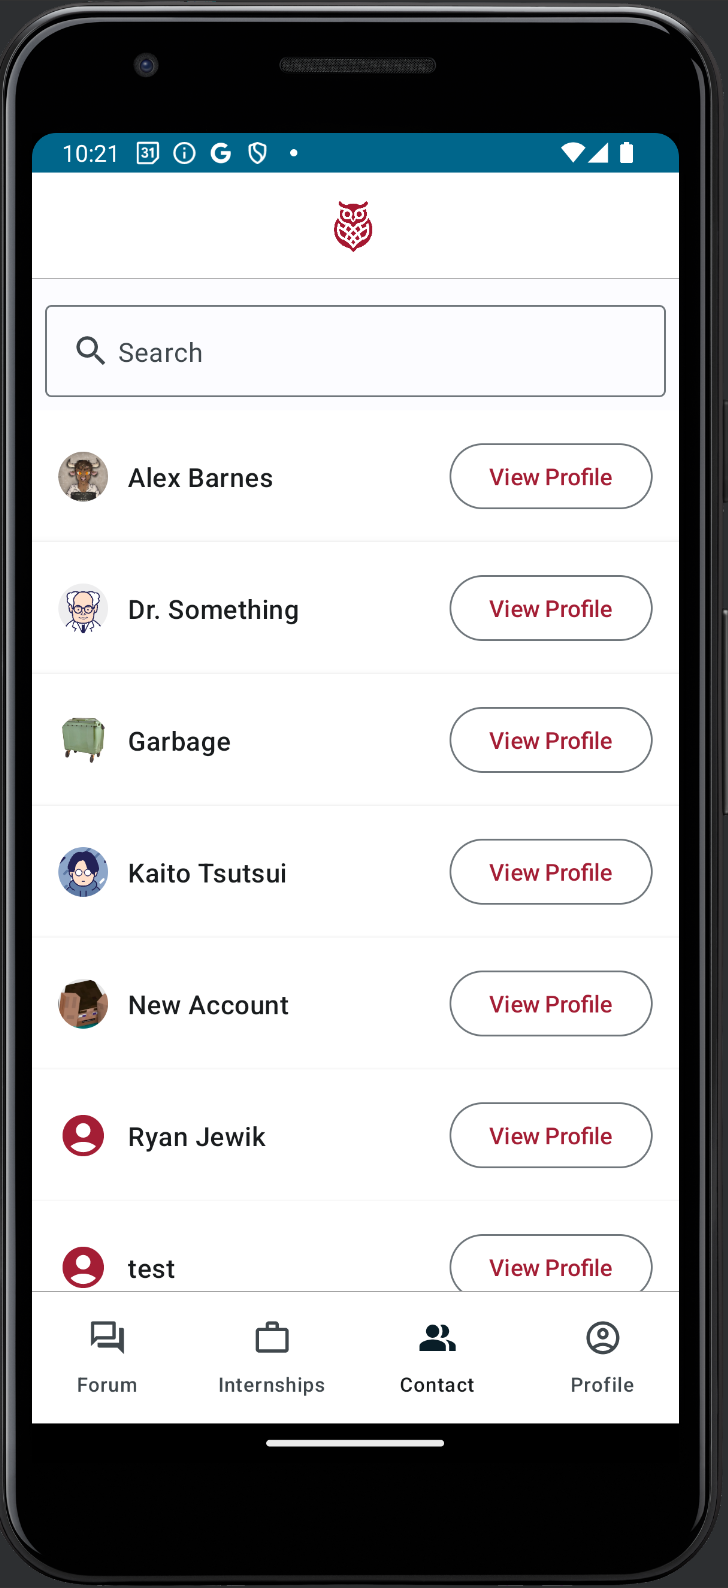 10:21 31 G
Search
Alex Barnes View Profile
Dr. Something View Profile
Garbage View Profile
Kaito Tsutsui View Profile
New Account View Profile
Ryan Jewik View Profile
test View Profile
Forum Internships Contact Profile